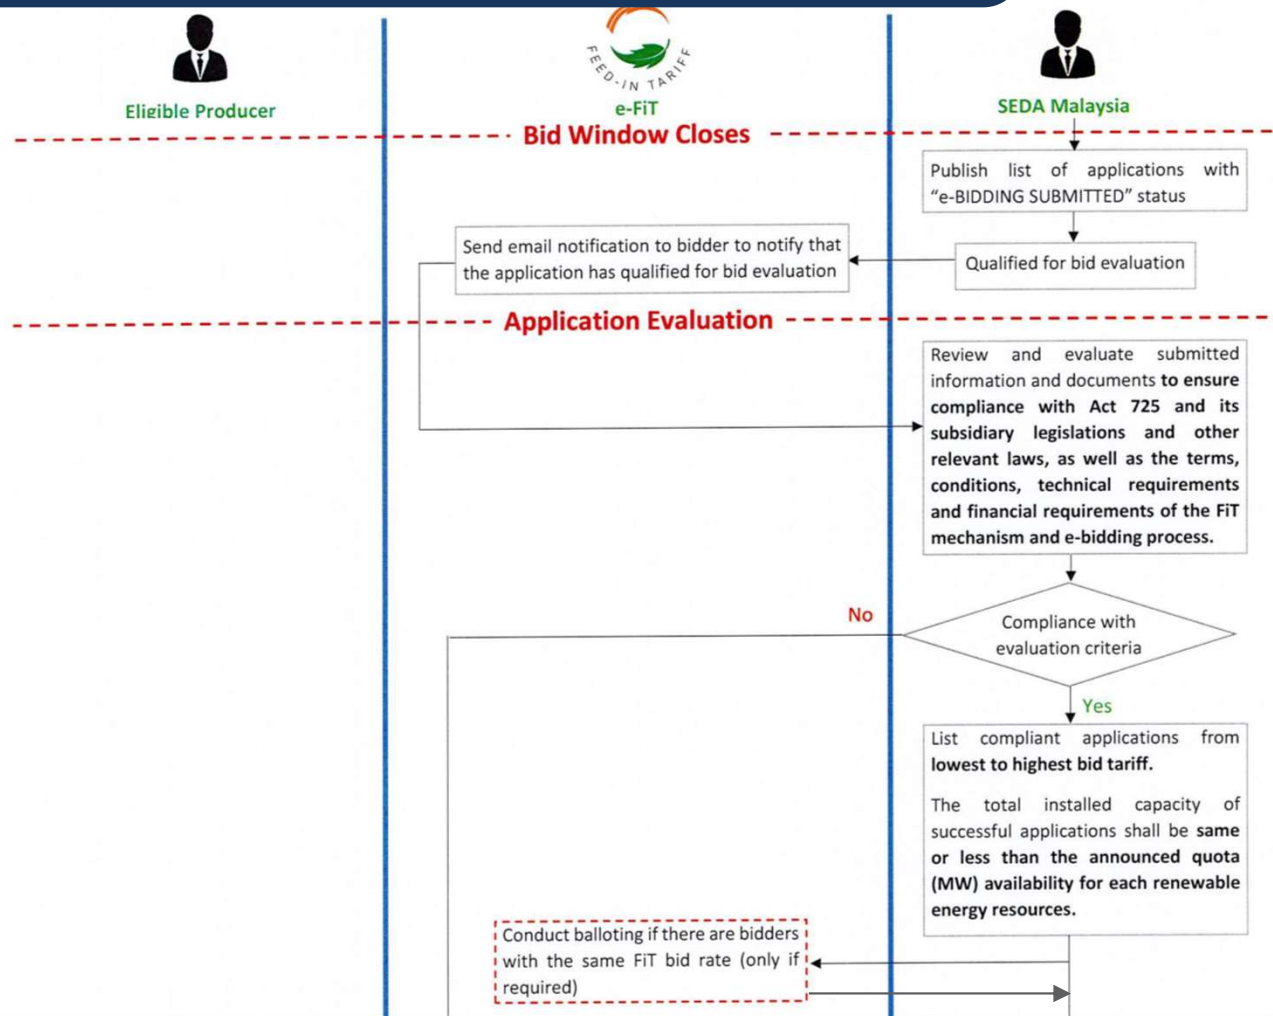 FEED-IN TARIFF
Eligible Producer
e-FiT
SEDA Malaysia
Bid Window Closes
Publish list of applications with
“e-BIDDING SUBMITTED” status
Send email notification to bidder to notify that
the application has qualified for bid evaluation
Qualified for bid evaluation
Application Evaluation
Review and evaluate submitted
information and documents to ensure
compliance with Act 725 and its
subsidiary legislations and other
relevant laws, as well as the terms,
conditions, technical requirements
and financial requirements of the FiT
mechanism and e-bidding process.
No
Compliance with
evaluation criteria
Yes
List compliant applications from
lowest to highest bid tariff.
The total installed capacity of
successful applications shall be same
or less than the announced quota
(MW) availability for each renewable
energy resources.
Conduct balloting if there are bidders
with the same FiT bid rate (only if
required)